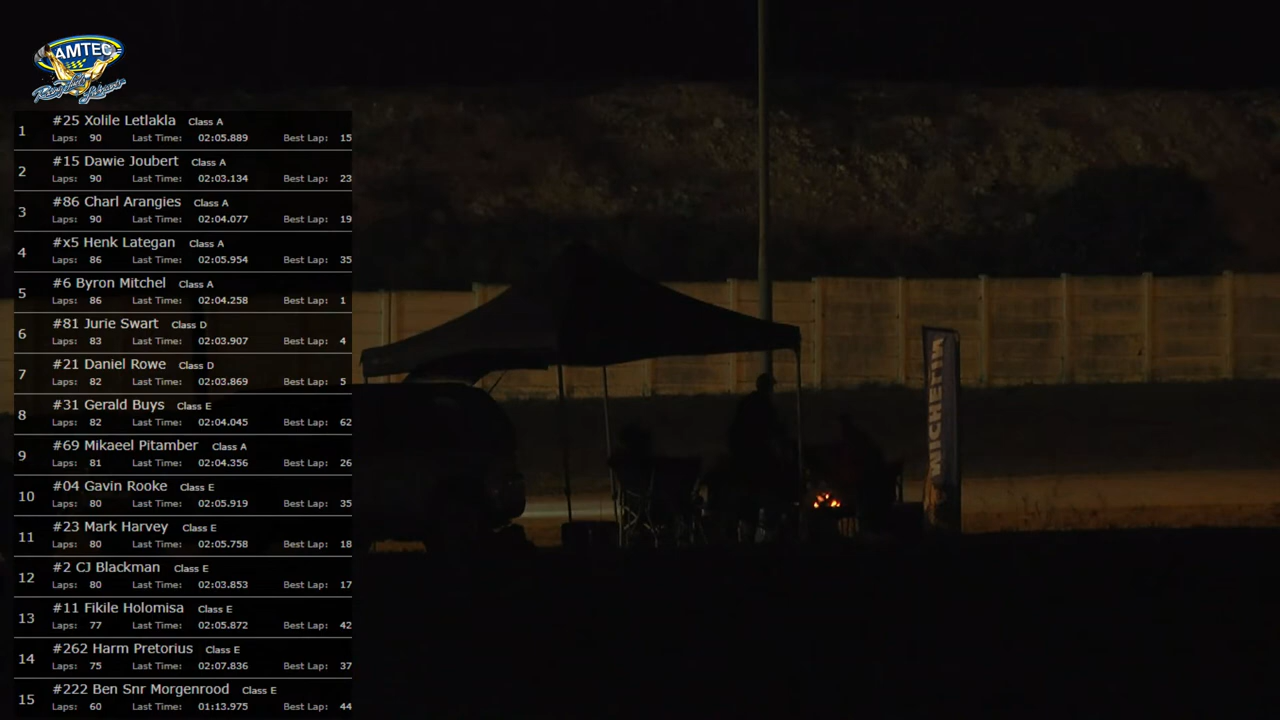 AMTEC
1
#25 Xolile Letlakla Class A
Laps: 90 Last Time: 02:05.889 Best Lap: 15
2
#15 Dawie Joubert Class A
Laps: 90 Last Time: 02:03.134 Best Lap: 23
3
#86 Charl Arangies Class A
Laps: 90 Last Time: 02:04.077 Best Lap: 19
4
#x5 Henk Lategan Class A
Laps: 86 Last Time: 02:05.954 Best Lap: 35
5
#6 Byron Mitchel Class A
Laps: 86 Last Time: 02:04.258 Best Lap: 1
6
#81 Jurie Swart Class D
Laps: 83 Last Time: 02:03.907 Best Lap: 4
7
#21 Daniel Rowe Class D
Laps: 82 Last Time: 02:03.869 Best Lap: 5
8
#31 Gerald Buys Class E
Laps: 82 Last Time: 02:04.045 Best Lap: 62
9
#69 Mikaeel Pitamber Class A
Laps: 81 Last Time: 02:04.356 Best Lap: 26
10
#04 Gavin Rooke Class E
Laps: 80 Last Time: 02:05.919 Best Lap: 35
11
#23 Mark Harvey Class E
Laps: 80 Last Time: 02:05.758 Best Lap: 18
12
#2 CJ Blackman Class E
Laps: 80 Last Time: 02:03.853 Best Lap: 17
13
#11 Fikile Holomisa Class E
Laps: 77 Last Time: 02:05.872 Best Lap: 42
14
#262 Harm Pretorius Class E
Laps: 75 Last Time: 02:07.836 Best Lap: 37
15
#222 Ben Snr Morgenrood Class E
Laps: 60 Last Time: 01:13.975 Best Lap: 44
MICHELIN